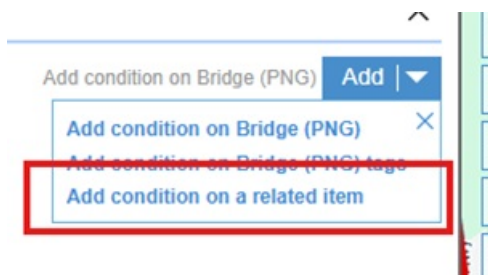 Add condition on Bridge (PNG) Add
Add condition on Bridge (PNG)
Add condition on Bridge (PNG) tags
Add condition on a related item